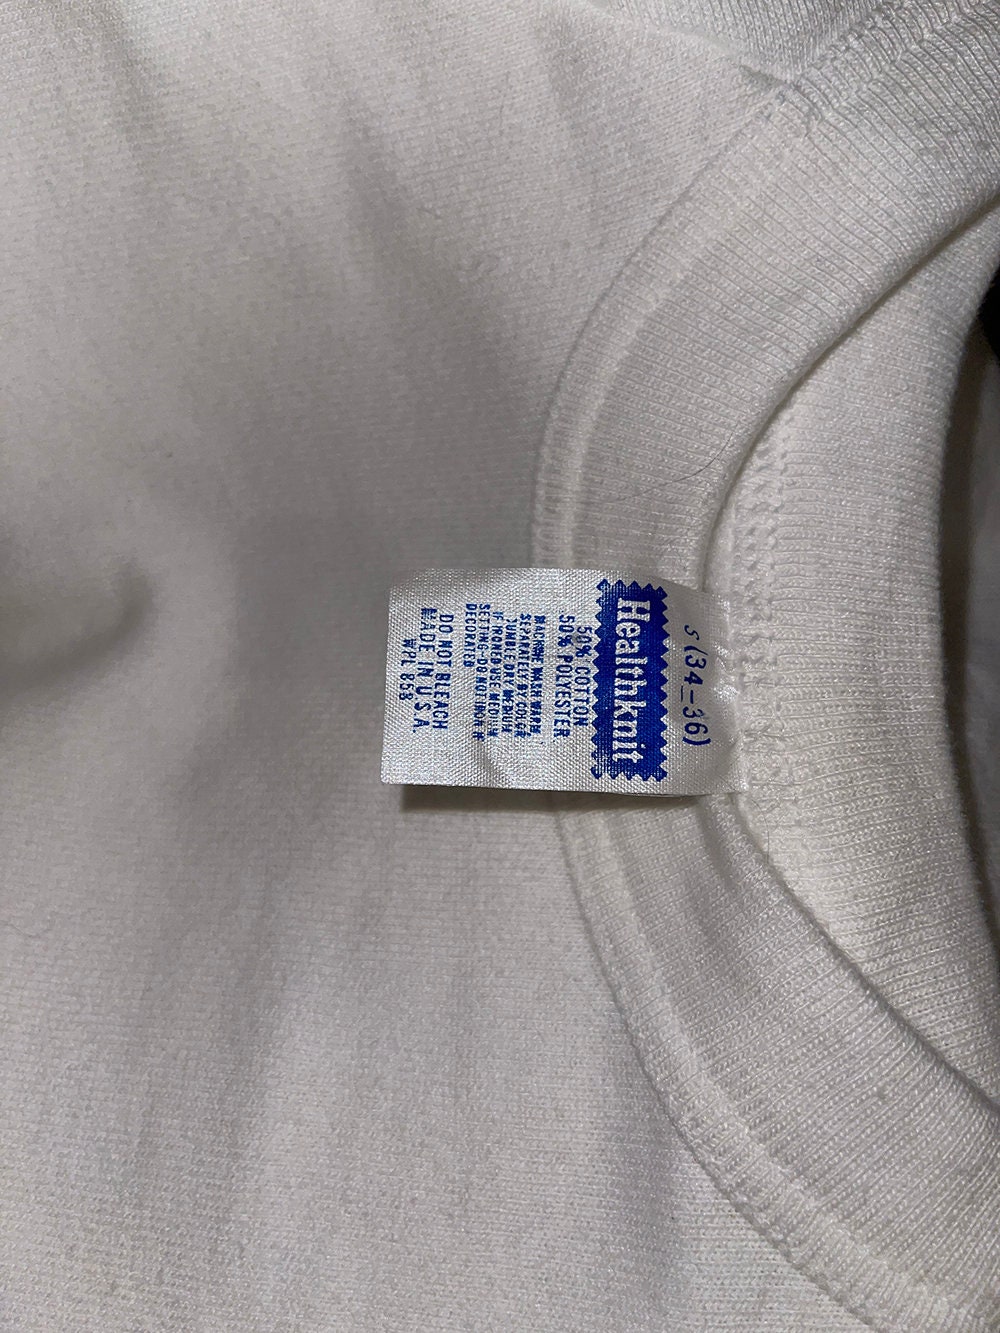 S (34-36)
Healthknit
50% COTTON
50% POLYESTER
MACHINE WASH WARM,
SEPARATELY BY COLOR
TUMBLE DRY MEDIUM
IF IRONED USE MEDIUM
SETTING-DO NOT IRON IF
DECORATED
DO NOT BLEACH
MADE IN U.S.A.
WPL 858